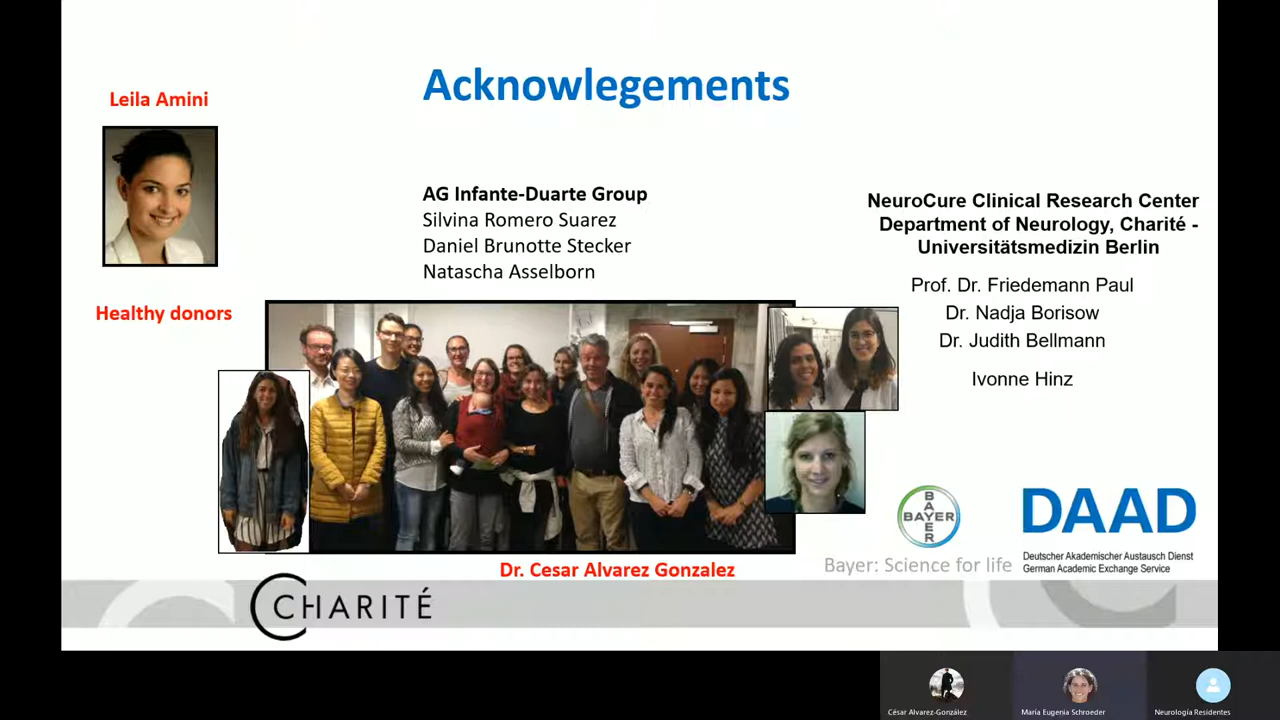 Acknowlegements
Leila Amini
Healthy donors
AG Infante-Duarte Group
Silvina Romero Suarez
Daniel Brunotte Stecker
Natascha Asselborn
NeuroCure Clinical Research Center
Department of Neurology, Charité -
Universitätsmedizin Berlin
Prof. Dr. Friedemann Paul
Dr. Nadja Borisow
Dr. Judith Bellmann
Ivonne Hinz
Dr. Cesar Alvarez Gonzalez
BAYER
BAYER
Bayer: Science for life
DAAD
Deutscher Akademischer Austausch Dienst
German Academic Exchange Service
CHARITÉ
César Alvarez-González
María Eugenia Schroeder
Neurología Residentes